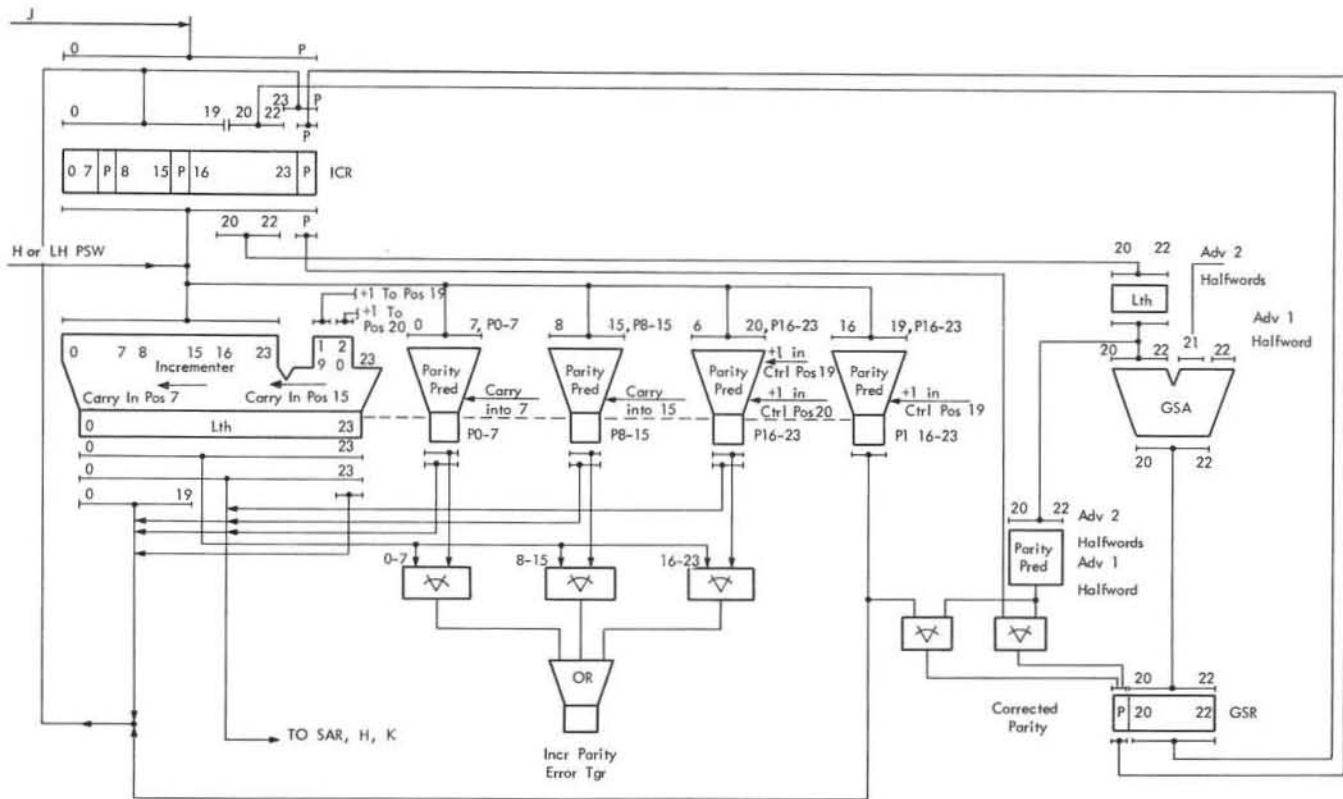 J
0 P
23 P
0 19 20 22
P
0 7 P 8 15 P 16 23 P ICR
20 22 P
H or LH PSW
20 22 Adv 2
Halfwords
Lth
+1 To Pos 19
+1 To
Pos 20
0 7, P0-7
8 15, P8-15
6 20, P16-23
16 19, P16-23
Adv 1
Halfword
20 22 21 22
0 7 8 15 16 23
1 9 2 0 23
Incrementer
Carry In Pos 7 Carry In Pos 15
Parity
Pred
Carry
into 7
Parity
Pred
Carry
into 15
Parity
Pred
+1 in
Ctrl Pos 19
+1 in
Ctrl Pos 20
Parity
Pred
+1 in
Ctrl Pos 19
GSA
0 Lth 23
P0-7
P8-15
P16-23
P1 16-23
0 23
0 23
0 19
20 22
20 22 Adv 2
Halfwords
Parity
Pred
Adv 1
Halfword
0-7 8-15 16-23
OR
Incr Parity
Error Tgr
TO SAR, H, K
Corrected
Parity
20 22
P 20 22 GSR